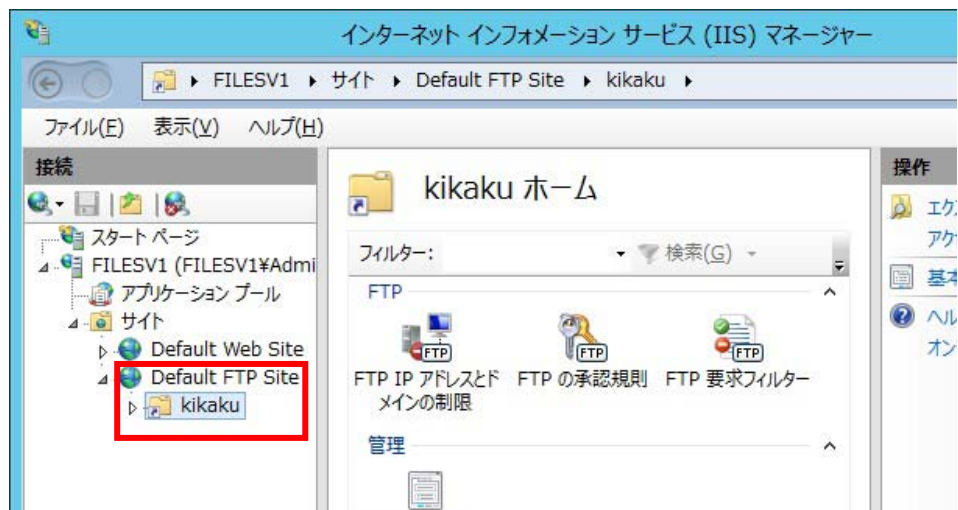 インターネット インフォメーション サービス (IIS) マネージャー
FILESV1 サイト Default FTP Site kikaku
ファイル(F) 表示(V) ヘルプ(H)
接続
スタート ページ
FILESV1 (FILESV1¥Admi
アプリケーション プール
サイト
Default Web Site
Default FTP Site
kikaku
kikaku ホーム
フィルター: 検索(G)
FTP
FTP IP アドレスとド
メインの制限
FTP の承認規則
FTP 要求フィルター
管理
操作
エク
アク
基本
ヘル
オン